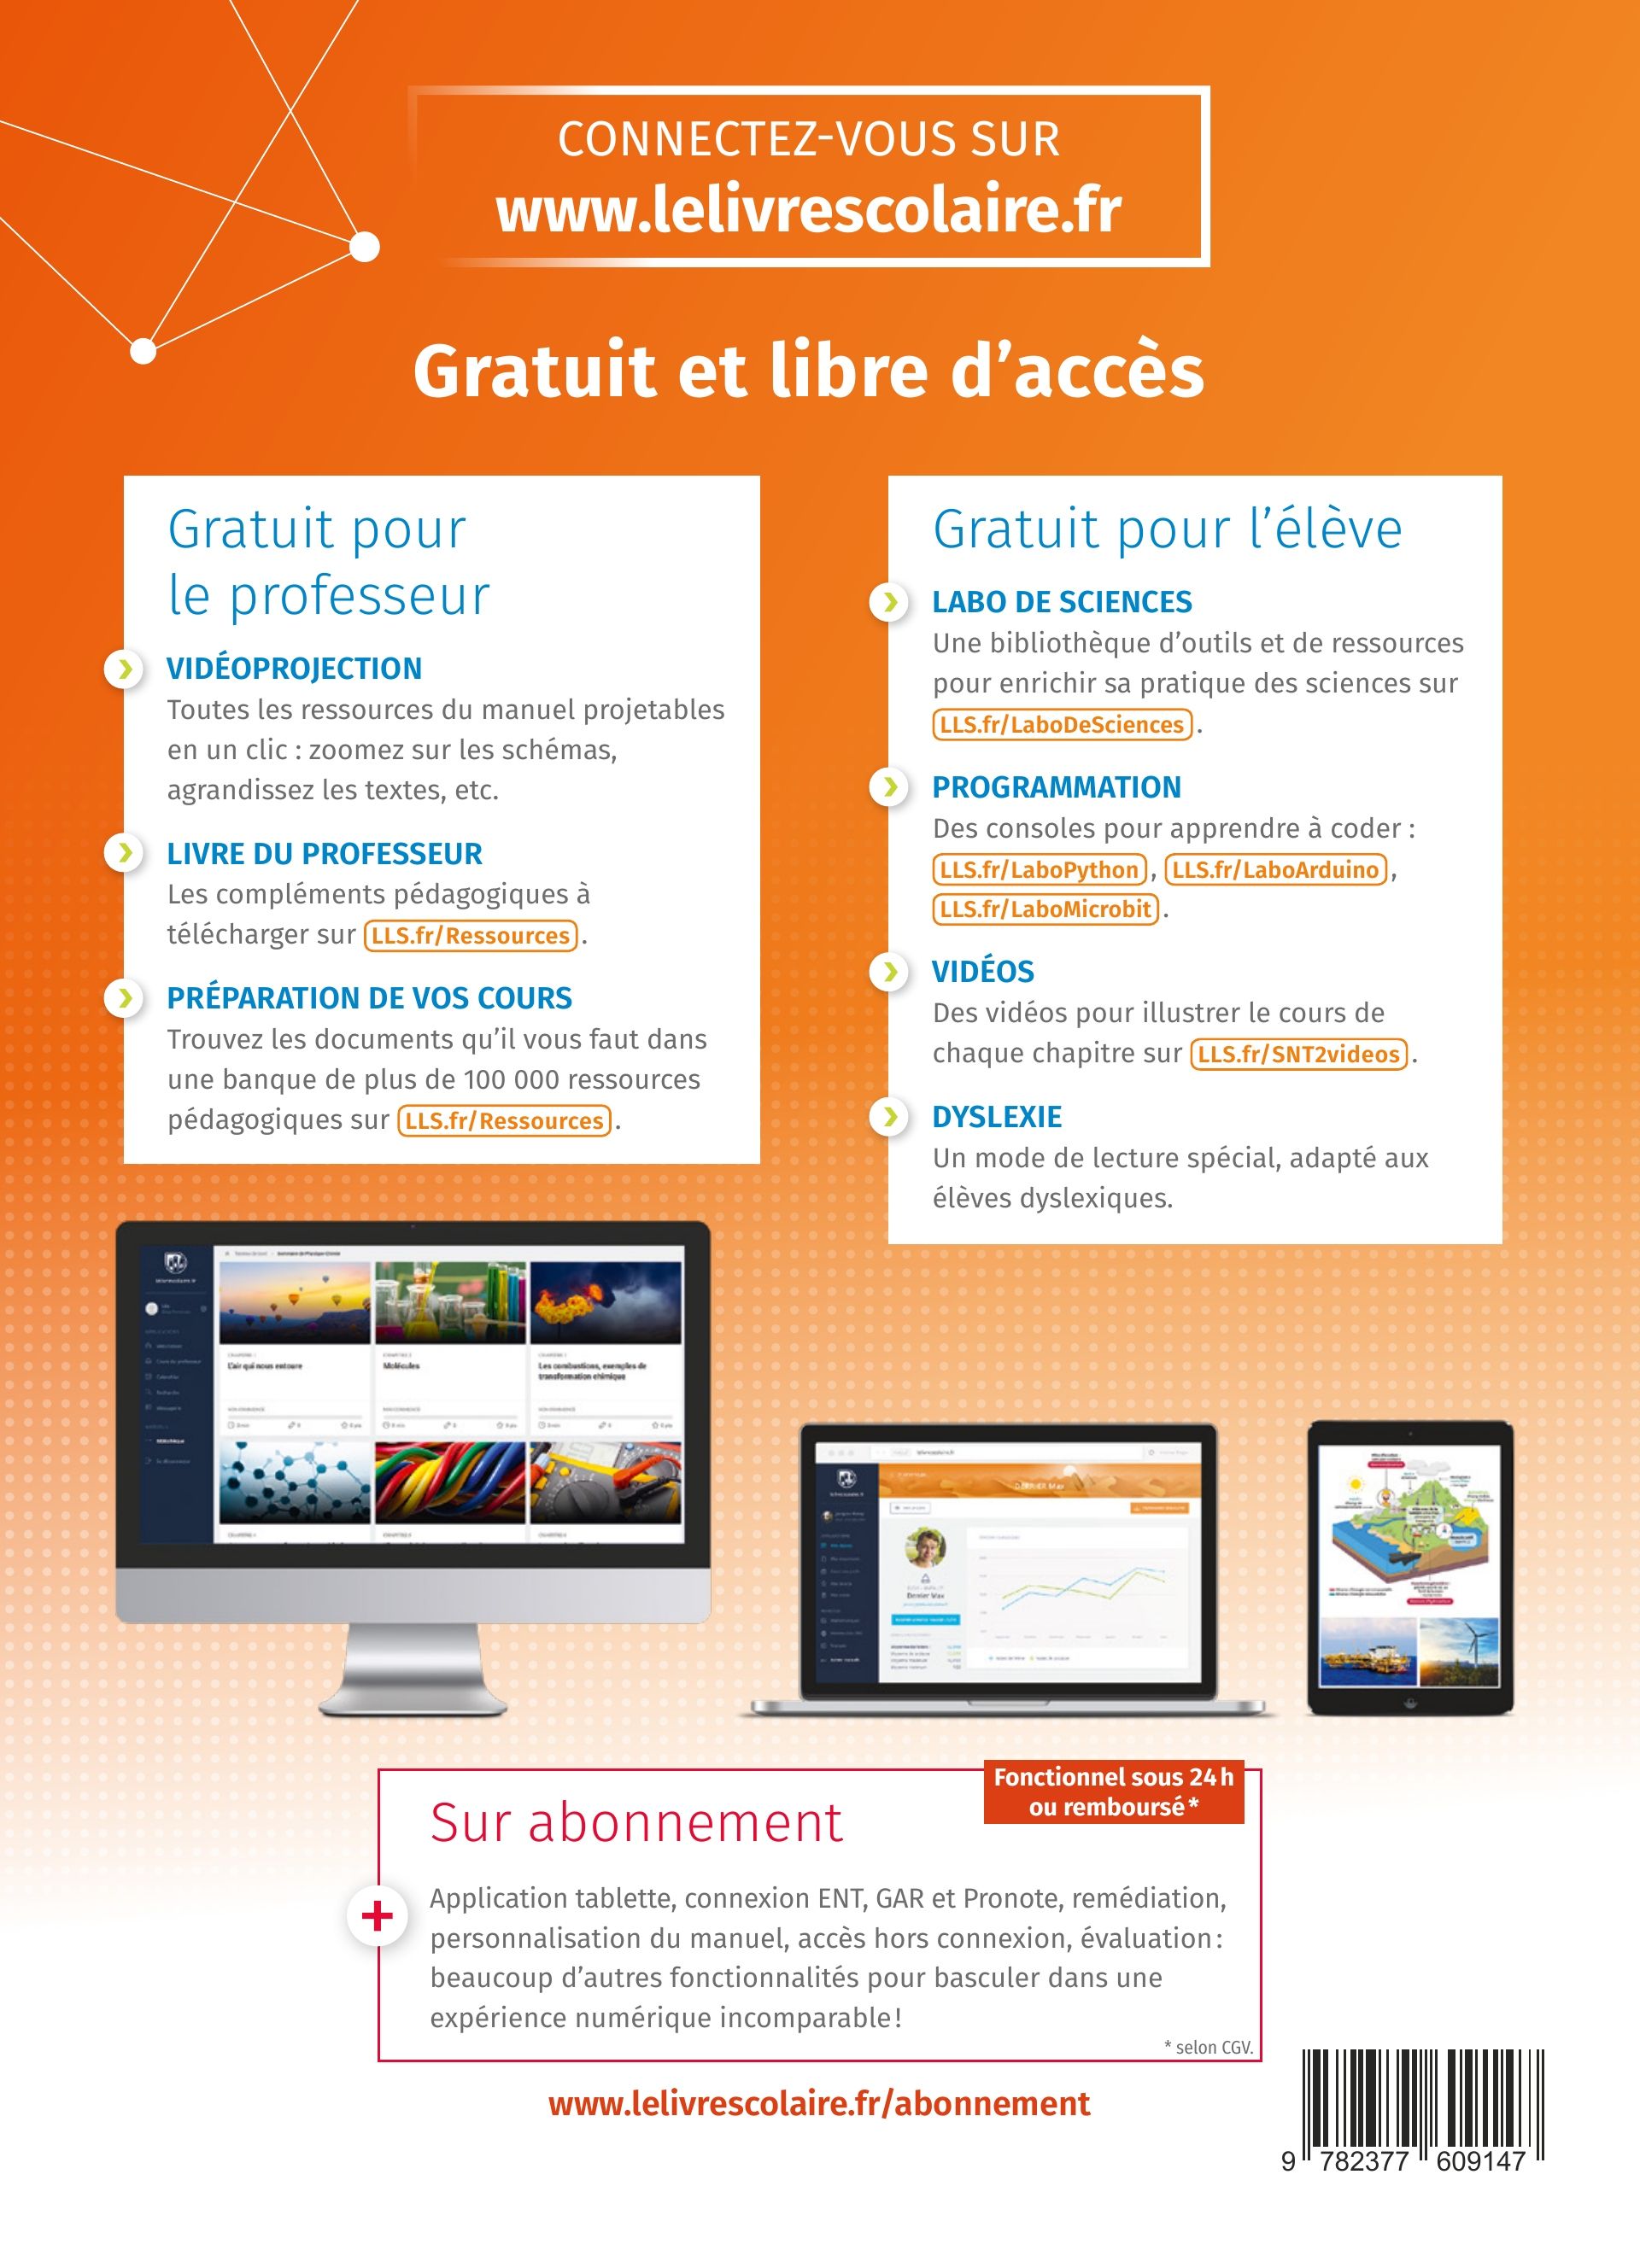 CONNECTEZ-VOUS SUR
www.lelivrescolaire.fr
Gratuit et libre d’accès
Gratuit pour
le professeur
VIDÉOPROJECTION
Toutes les ressources du manuel projetables
en un clic : zoomez sur les schémas,
agrandissez les textes, etc.
LIVRE DU PROFESSEUR
Les compléments pédagogiques à
télécharger sur LLS.fr/Ressources .
PRÉPARATION DE VOS COURS
Trouvez les documents qu’il vous faut dans
une banque de plus de 100 000 ressources
pédagogiques sur LLS.fr/Ressources .
Gratuit pour l’élève
LABO DE SCIENCES
Une bibliothèque d’outils et de ressources
pour enrichir sa pratique des sciences sur
LLS.fr/LaboDeSciences .
PROGRAMMATION
Des consoles pour apprendre à coder :
LLS.fr/LaboPython , LLS.fr/LaboArduino ,
LLS.fr/LaboMicrobit .
VIDÉOS
Des vidéos pour illustrer le cours de
chaque chapitre sur LLS.fr/SNT2videos .
DYSLEXIE
Un mode de lecture spécial, adapté aux
élèves dyslexiques.
L'air qui nous entoure
Molécules
Les combustions, exemples de
transformation chimique
DERRIER Max
Derrier Max
Fonctionnel sous 24 h
ou remboursé *
Sur abonnement
Application tablette, connexion ENT, GAR et Pronote, remédiation,
personnalisation du manuel, accès hors connexion, évaluation :
beaucoup d’autres fonctionnalités pour basculer dans une
expérience numérique incomparable !
* selon CGV.
www.lelivrescolaire.fr/abonnement
9 782377 609147